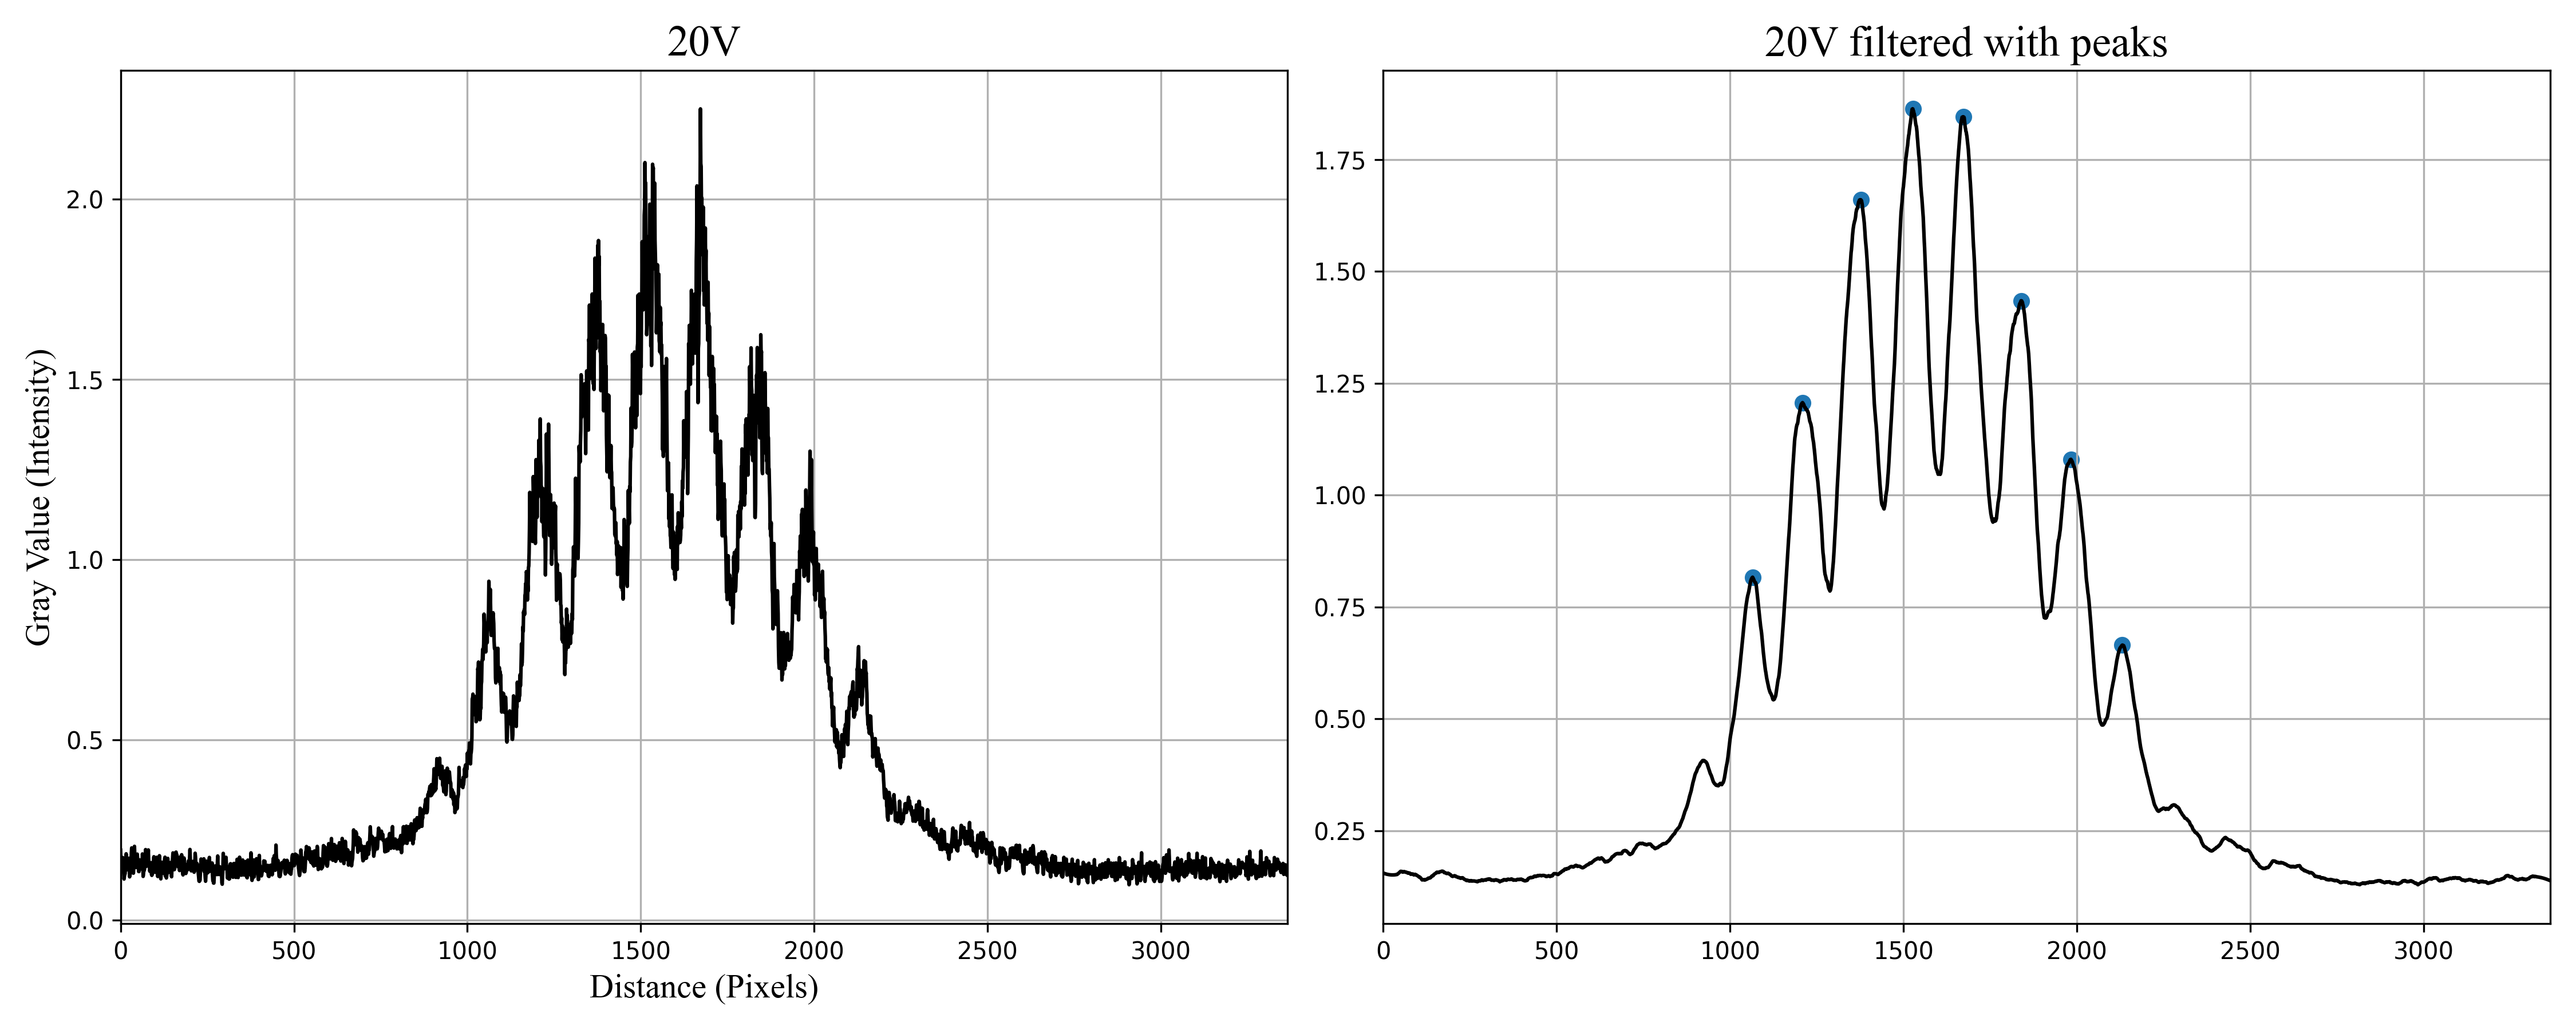 20V
Gray Value (Intensity)
2.0
1.5
1.0
0.5
0.0
0 500 1000 1500 2000 2500 3000
Distance (Pixels)
20V filtered with peaks
1.75
1.50
1.25
1.00
0.75
0.50
0.25
0 500 1000 1500 2000 2500 3000